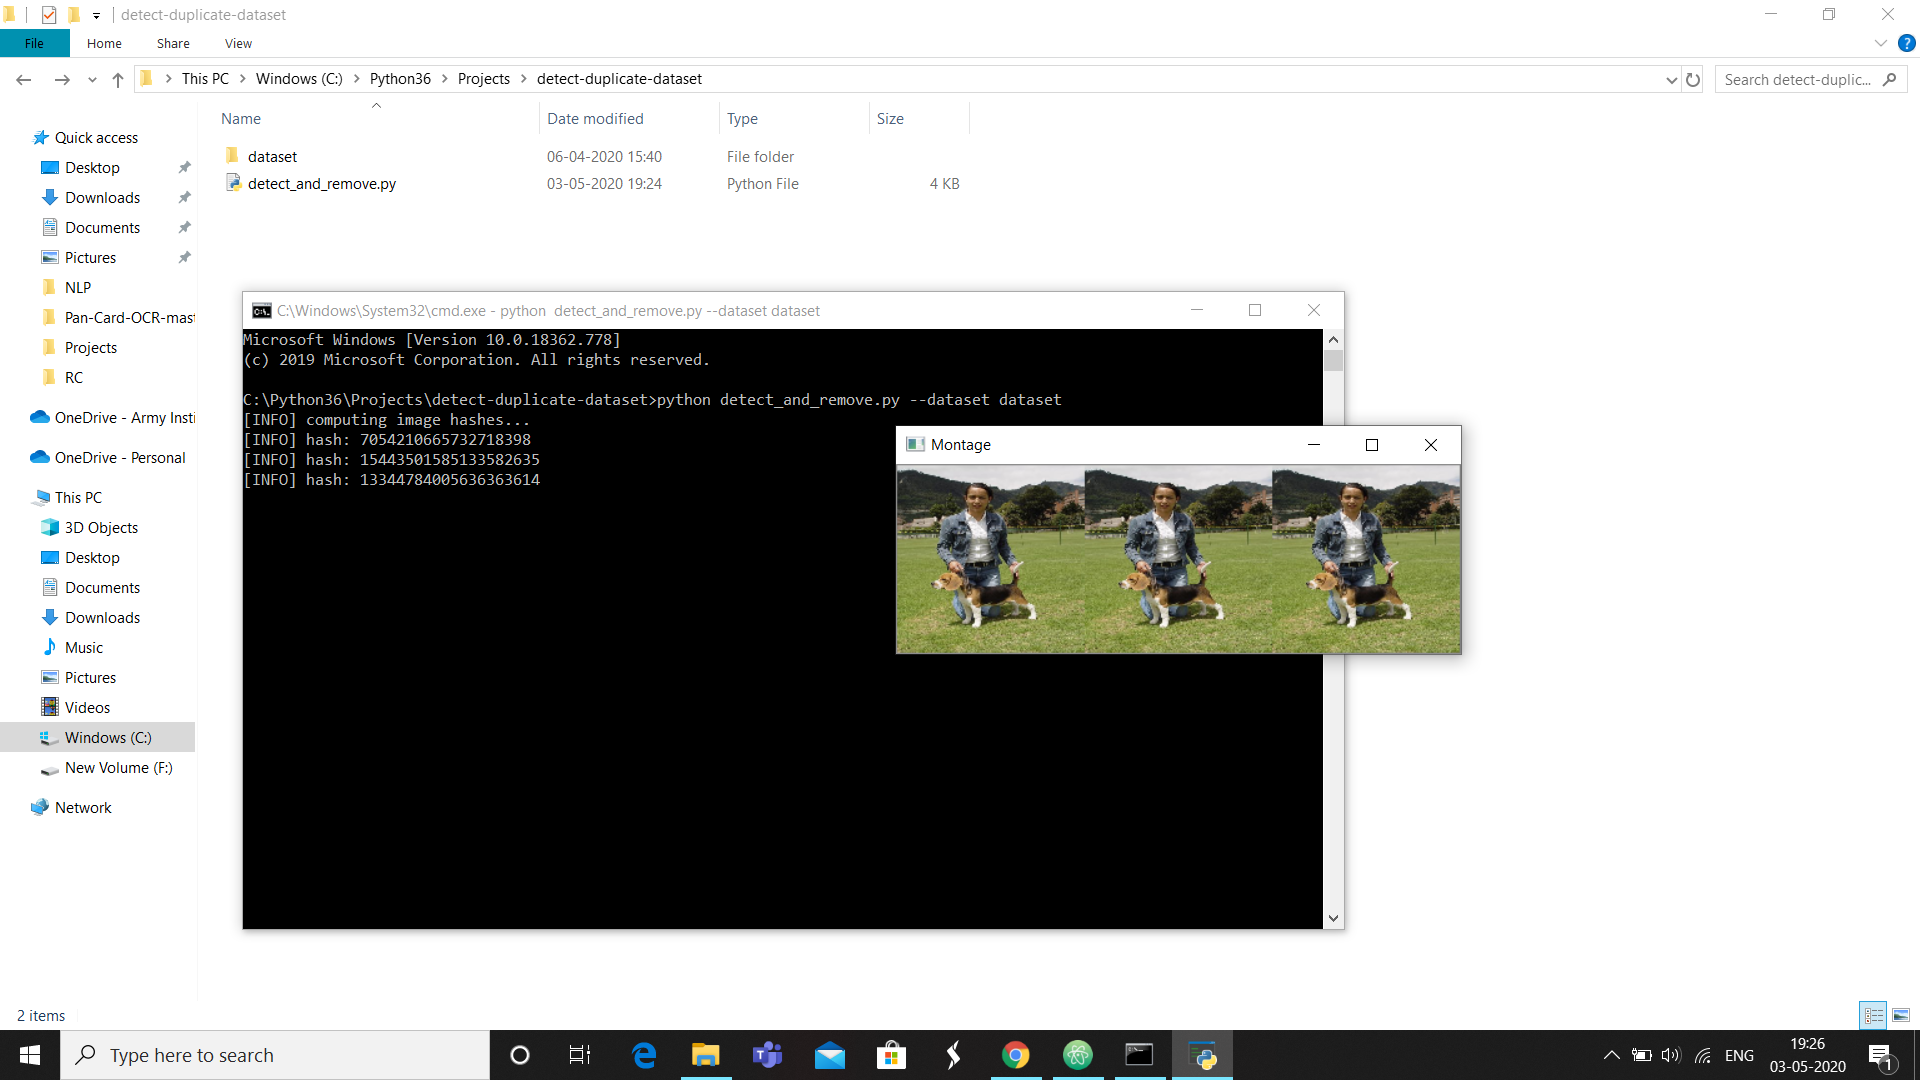 detect-duplicate-dataset
File Home Share View
This PC Windows (C:) Python36 Projects detect-duplicate-dataset
Search detect-duplic...
Name Date modified Type Size
dataset 06-04-2020 15:40 File folder
detect_and_remove.py 03-05-2020 19:24 Python File 4 KB
Quick access
Desktop
Downloads
Documents
Pictures
NLP
Pan-Card-OCR-mast
Projects
RC
OneDrive - Army Insti
OneDrive - Personal
This PC
3D Objects
Desktop
Documents
Downloads
Music
Pictures
Videos
Windows (C:)
New Volume (F:)
Network
C:\Windows\System32\cmd.exe - python  detect_and_remove.py --dataset dataset
Microsoft Windows [Version 10.0.18362.778]
(c) 2019 Microsoft Corporation. All rights reserved.
C:\Python36\Projects\detect-duplicate-dataset>python detect_and_remove.py --dataset dataset
[INFO] computing image hashes...
[INFO] hash: 7054210665732718398
[INFO] hash: 15443501585133582635
[INFO] hash: 13344784005636363614
Montage
2 items
Type here to search
ENG
19:26
03-05-2020
1